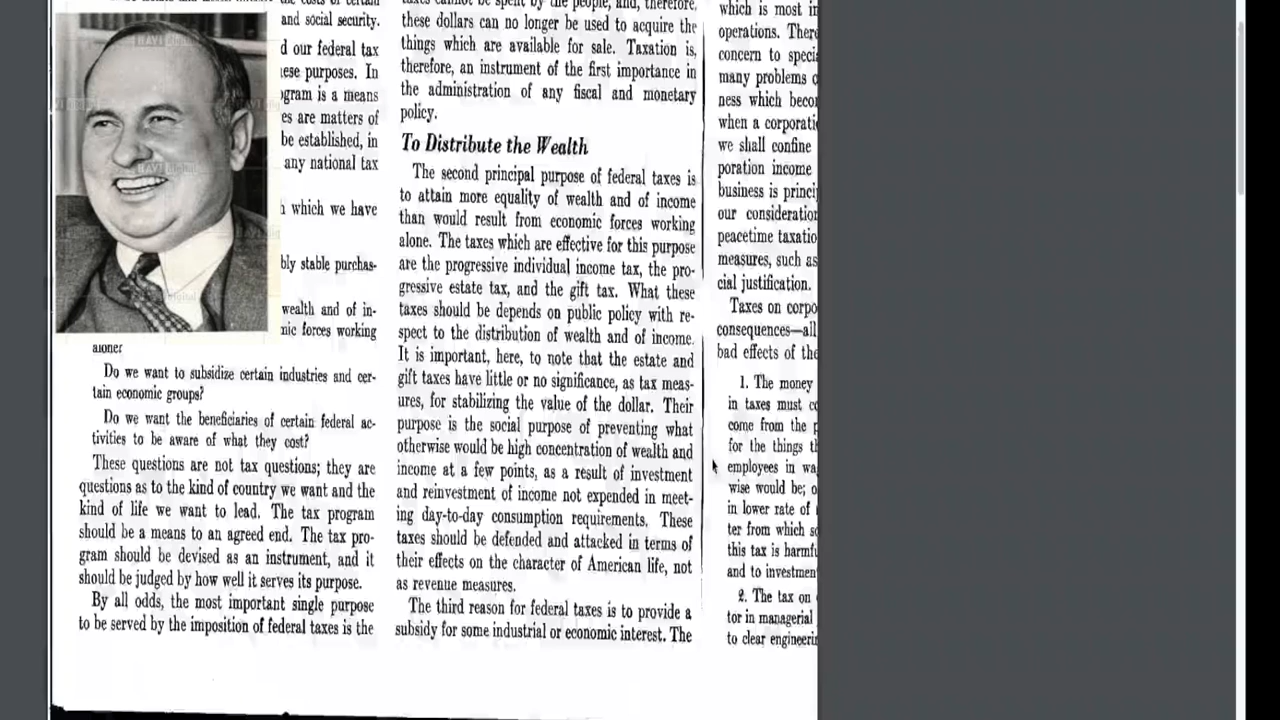 and social security.
d our federal tax
ese purposes. In
gram is a means
es are matters of
be established, in
any national tax
which we have
bly stable purchas-
wealth and of in-
nic forces working
alone?
Do we want to subsidize certain industries and cer-
tain economic groups?
Do we want the beneficiaries of certain federal ac-
tivities to be aware of what they cost?
These questions are not tax questions; they are
questions as to the kind of country we want and the
kind of life we want to lead. The tax program
should be a means to an agreed end. The tax pro-
gram should be devised as an instrument, and it
should be judged by how well it serves its purpose.
By all odds, the most important single purpose
to be served by the imposition of federal taxes is the
taxes cannot be spent by the people, and, therefore,
these dollars can no longer be used to acquire the
things which are available for sale. Taxation is,
therefore, an instrument of the first importance in
the administration of any fiscal and monetary
policy.
To Distribute the Wealth
The second principal purpose of federal taxes is
to attain more equality of wealth and of income
than would result from economic forces working
alone. The taxes which are effective for this purpose
are the progressive individual income tax, the pro-
gressive estate tax, and the gift tax. What these
taxes should be depends on public policy with re-
spect to the distribution of wealth and of income.
It is important, here, to note that the estate and
gift taxes have little or no significance, as tax meas-
ures, for stabilizing the value of the dollar. Their
purpose is the social purpose of preventing what
otherwise would be high concentration of wealth and
income at a few points, as a result of investment
and reinvestment of income not expended in meet-
ing day-to-day consumption requirements. These
taxes should be defended and attacked in terms of
their effects on the character of American life, not
as revenue measures.
The third reason for federal taxes is to provide a
subsidy for some industrial or economic interest. The
which is most in
operations. There
concern to speci
many problems o
ness which beco
when a corporati
we shall confine
poration income
business is princi
our consideration
peacetime taxatio
measures, such as
cial justification.
Taxes on corpo
consequences—all
bad effects of the
1. The money
in taxes must co
come from the p
for the things th
employees in wa
wise would be; o
in lower rate of
ter from which so
this tax is harmfu
and to investmen
2. The tax on
tor in managerial
to clear engineerin